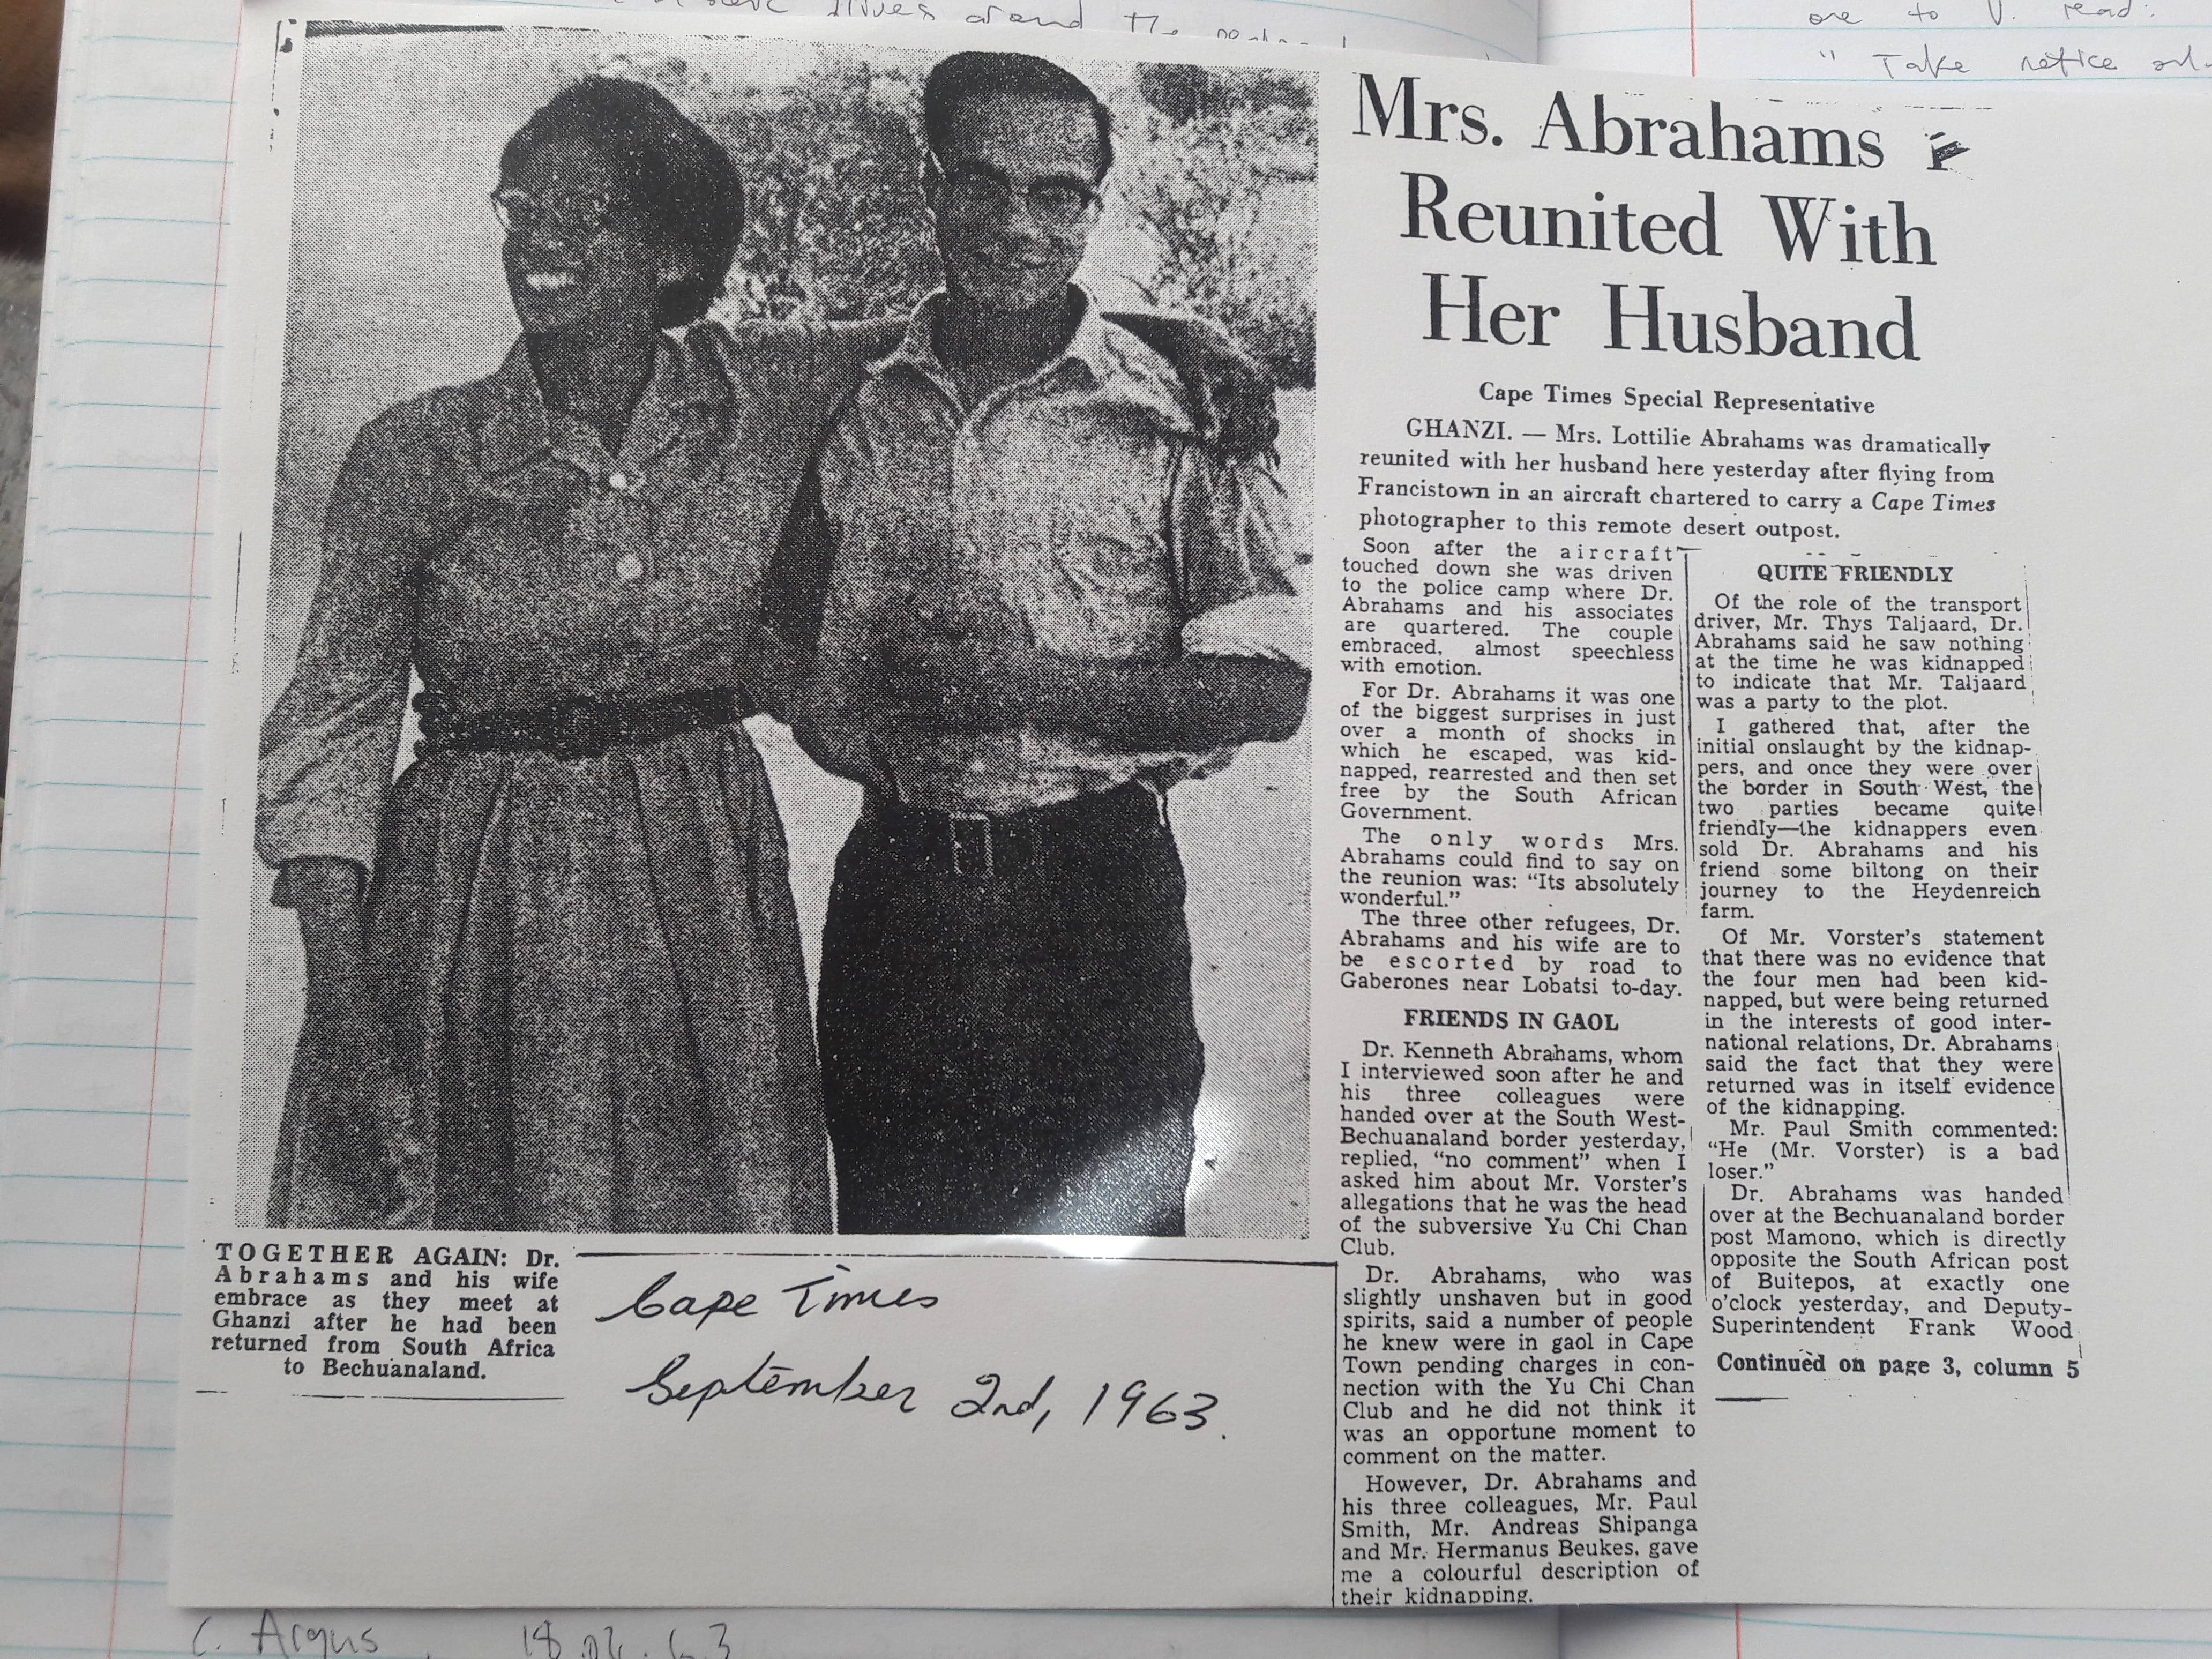 one to V. read:
" Take notice
Mrs. Abrahams
Reunited With
Her Husband
Cape Times Special Representative
GHANZI. — Mrs. Lottilie Abrahams was dramatically
reunited with her husband here yesterday after flying from
Francistown in an aircraft chartered to carry a Cape Times
photographer to this remote desert outpost.
Soon after the aircraft
touched down she was driven
to the police camp where Dr.
Abrahams and his associates
are quartered. The couple
embraced, almost speechless
with emotion.
For Dr. Abrahams it was one
of the biggest surprises in just
over a month of shocks in
which he escaped, was kid-
napped, rearrested and then set
free by the South African
Government.
The only words Mrs.
Abrahams could find to say on
the reunion was: "Its absolutely
wonderful."
The three other refugees, Dr.
Abrahams and his wife are to
be escorted by road to
Gaberones near Lobatsi to-day.
FRIENDS IN GAOL
Dr. Kenneth Abrahams, whom
I interviewed soon after he and
his three colleagues were
handed over at the South West-
Bechuanaland border yesterday,
replied, "no comment" when I
asked him about Mr. Vorster's
allegations that he was the head
of the subversive Yu Chi Chan
Club.
Dr. Abrahams, who was
slightly unshaven but in good
spirits, said a number of people
he knew were in gaol in Cape
Town pending charges in con-
nection with the Yu Chi Chan
Club and he did not think it
was an opportune moment to
comment on the matter.
However, Dr. Abrahams and
his three colleagues, Mr. Paul
Smith, Mr. Andreas Shipanga
and Mr. Hermanus Beukes, gave
me a colourful description of
their kidnapping.
QUITE FRIENDLY
Of the role of the transport
driver, Mr. Thys Taljaard, Dr.
Abrahams said he saw nothing
at the time he was kidnapped
to indicate that Mr. Taljaard
was a party to the plot.
I gathered that, after the
initial onslaught by the kidnap-
pers, and once they were over
the border in South West, the
two parties became quite
friendly—the kidnappers even
sold Dr. Abrahams and his
friend some biltong on their
journey to the Heydenreich
farm.
Of Mr. Vorster's statement
that there was no evidence that
the four men had been kid-
napped, but were being returned
in the interests of good inter-
national relations, Dr. Abrahams
said the fact that they were
returned was in itself evidence
of the kidnapping.
Mr. Paul Smith commented:
"He (Mr. Vorster) is a bad
loser."
Dr. Abrahams was handed
over at the Bechuanaland border
post Mamono, which is directly
opposite the South African post
of Buitepos, at exactly one
o'clock yesterday, and Deputy-
Superintendent Frank Wood
Continued on page 3, column 5
TOGETHER AGAIN: Dr.
Abrahams and his wife
embrace as they meet at
Ghanzi after he had been
returned from South Africa
to Bechuanaland.
Cape Times
September 2nd, 1963.
C. Argus